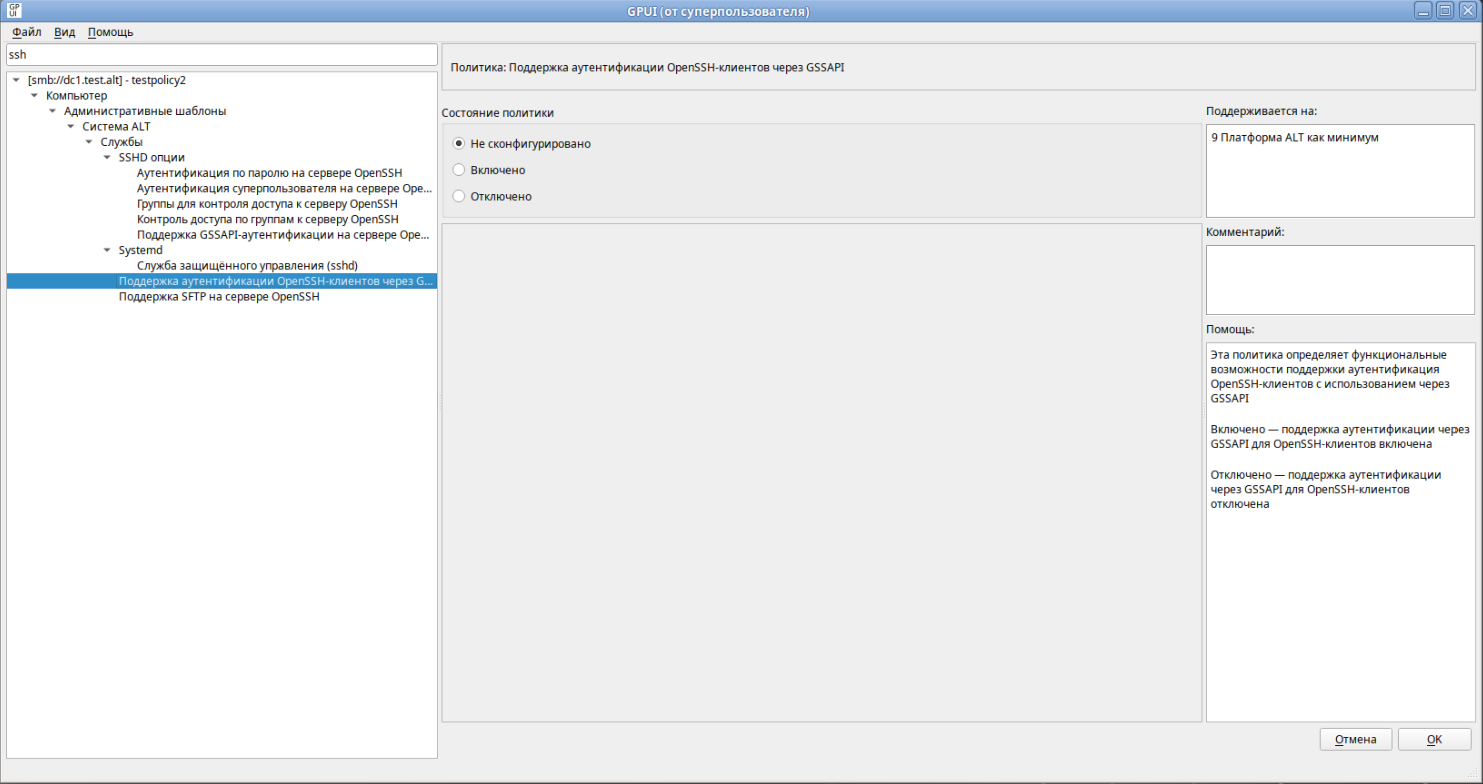 GPUI (от суперпользователя)
GP
UI
Файл Вид Помощь
ssh
[smb://dc1.test.alt] - testpolicy2
Компьютер
Административные шаблоны
Система ALT
Службы
SSHD опции
Аутентификация по паролю на сервере OpenSSH
Аутентификация суперпользователя на сервере Ope...
Группы для контроля доступа к серверу OpenSSH
Контроль доступа по группам к серверу OpenSSH
Поддержка GSSAPI-аутентификации на сервере Ope...
Systemd
Служба защищённого управления (sshd)
Поддержка аутентификации OpenSSH-клиентов через G...
Поддержка SFTP на сервере OpenSSH
Политика: Поддержка аутентификации OpenSSH-клиентов через GSSAPI
Состояние политики
Не сконфигурировано
Включено
Отключено
Поддерживается на:
9 Платформа ALT как минимум
Комментарий:
Помощь:
Эта политика определяет функциональные
возможности поддержки аутентификация
OpenSSH-клиентов с использованием через
GSSAPI
Включено — поддержка аутентификации через
GSSAPI для OpenSSH-клиентов включена
Отключено — поддержка аутентификации
через GSSAPI для OpenSSH-клиентов
отключена
Отмена
OK